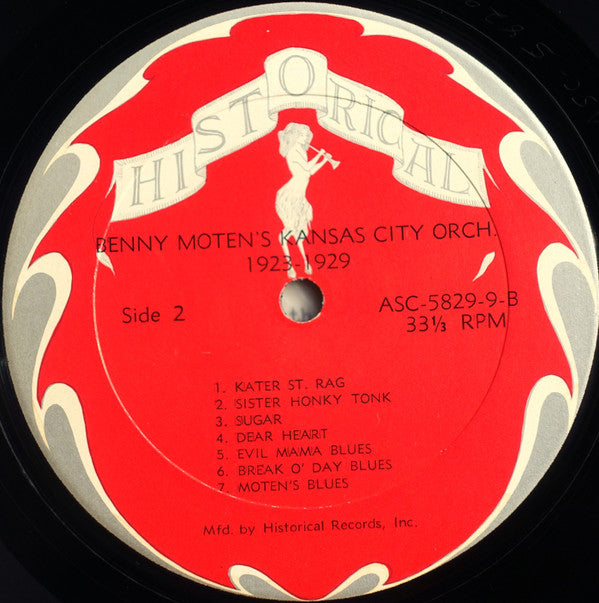 HISTORICAL
BENNY MOTEN'S KANSAS CITY ORCH.
1923-1929
Side 2
ASC-5829-9-B
33⅓ RPM
1. KATER ST. RAG
2. SISTER HONKY TONK
3. SUGAR
4. DEAR HEART
5. EVIL MAMA BLUES
6. BREAK O' DAY BLUES
7. MOTEN'S BLUES
Mfd. by Historical Records, Inc.